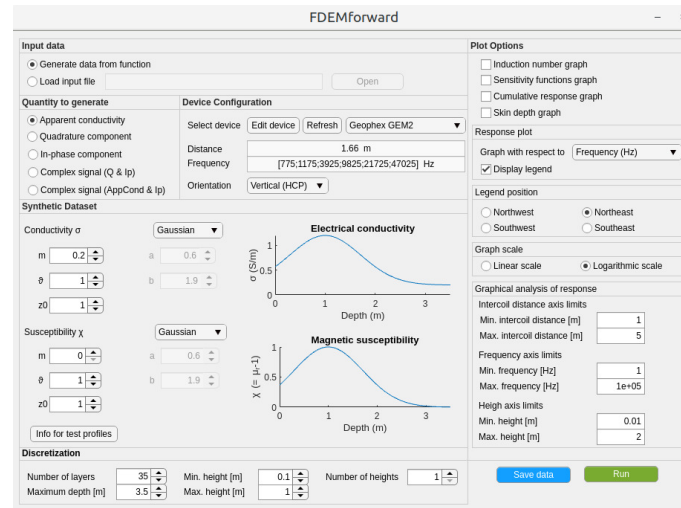 FDEMforward
Input data
Generate data from function
Load input file
Open
Quantity to generate
Apparent conductivity
Quadrature component
In-phase component
Complex signal (Q & Ip)
Complex signal (AppCond & Ip)
Device Configuration
Select device Edit device Refresh Geophex GEM2
Distance 1.66 m
Frequency [775;1175;3925;9825;21725;47025] Hz
Orientation Vertical (HCP)
Synthetic Dataset
Conductivity σ Gaussian
m 0.2 a 0.6
ϑ 1 b 1.9
z0 1
Electrical conductivity
σ (S/m)
1
0.5
0
0 1 2 3
Depth (m)
Susceptibility χ Gaussian
m 0 a 0.6
ϑ 1 b 1.9
z0 1
Info for test profiles
Magnetic susceptibility
χ (= μr-1)
1
0.5
0
0 1 2 3
Depth (m)
Discretization
Number of layers 35 Min. height [m] 0.1 Number of heights 1
Maximum depth [m] 3.5 Max. height [m] 1
Plot Options
Induction number graph
Sensitivity functions graph
Cumulative response graph
Skin depth graph
Response plot
Graph with respect to Frequency (Hz)
Display legend
Legend position
Northwest Northeast
Southwest Southeast
Graph scale
Linear scale Logarithmic scale
Graphical analysis of response
Intercoil distance axis limits
Min. intercoil distance [m] 1
Max. intercoil distance [m] 5
Frequency axis limits
Min. frequency [Hz] 1
Max. frequency [Hz] 1e+05
Heigh axis limits
Min. height [m] 0.01
Max. height [m] 2
Save data Run